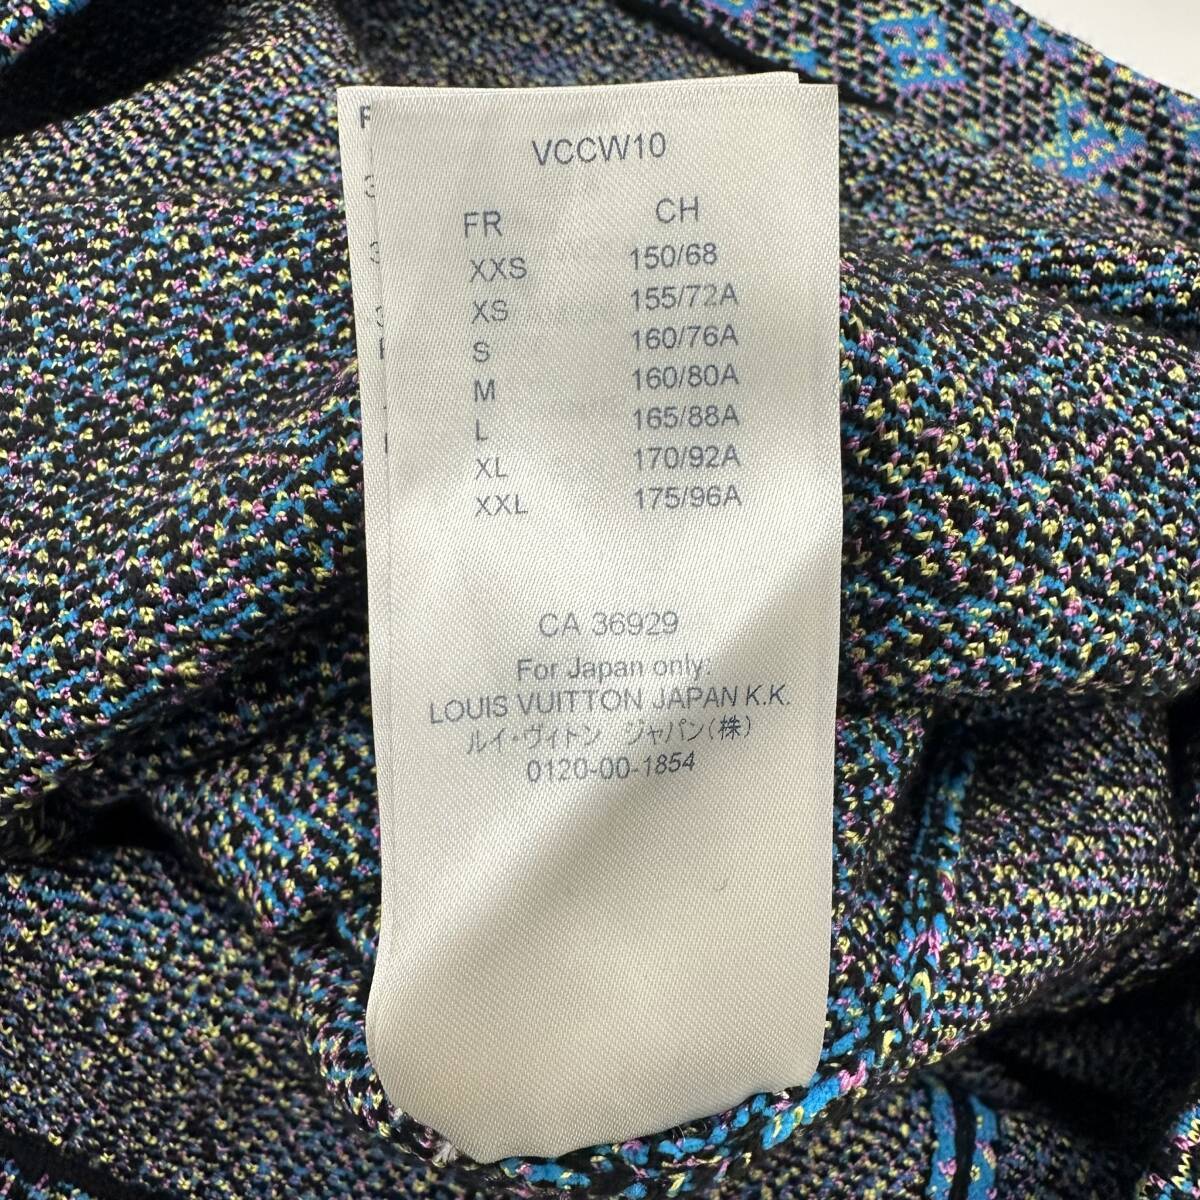 VCCW10
FR CH
XXS 150/68
XS 155/72A
S 160/76A
M 160/80A
L 165/88A
XL 170/92A
XXL 175/96A
CA 36929
For Japan only:
LOUIS VUITTON JAPAN K.K.
ルイ・ヴィトン ジャパン(株)
0120-00-1854